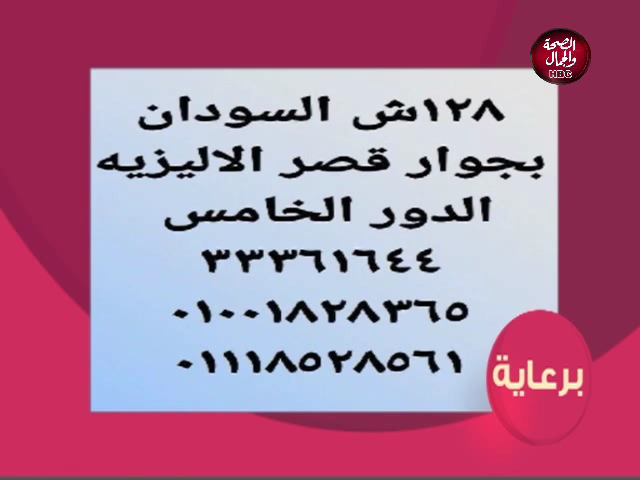 الصحة
والجمال
HBC
١٢٨ش السودان
بجوار قصر الاليزيه
الدور الخامس
٣٣٣٦١٦٤٤
٠١٠٠١٨٢٨٣٦٥
٠١١١٨٥٢٨٥٦١
برعاية